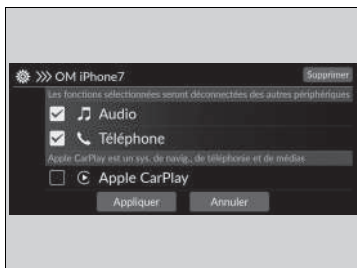 OM iPhone7
Supprimer
Les fonctions sélectionnées seront déconnectées des autres périphériques
Audio
Téléphone
Apple CarPlay est un sys. de navig., de téléphonie et de médias
Apple CarPlay
Appliquer Annuler